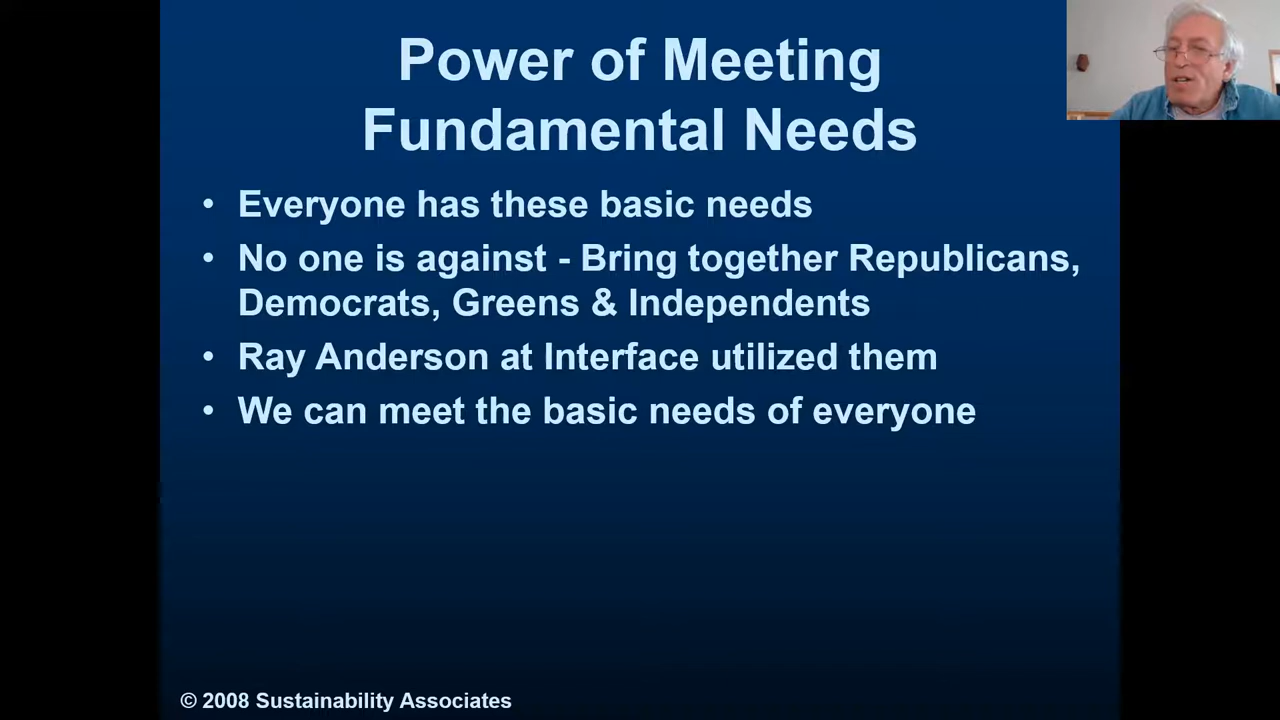 Power of Meeting
Fundamental Needs
• Everyone has these basic needs
• No one is against - Bring together Republicans,
Democrats, Greens & Independents
• Ray Anderson at Interface utilized them
• We can meet the basic needs of everyone
© 2008 Sustainability Associates